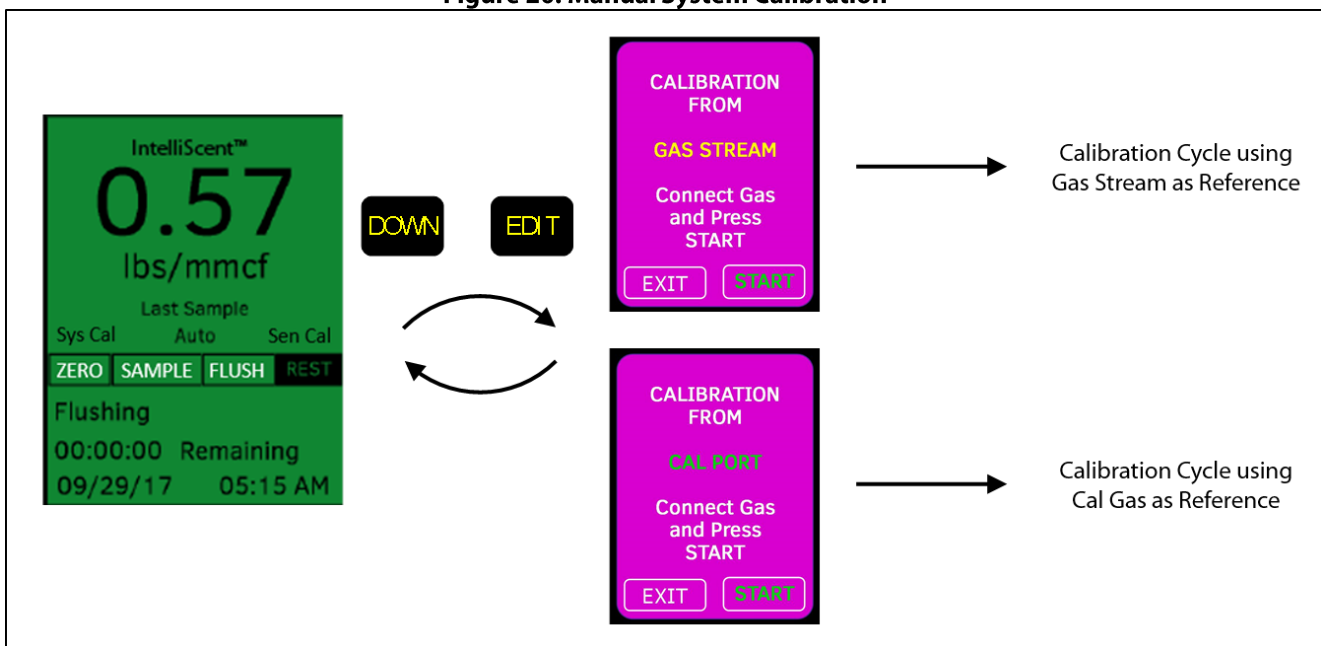 Figure 20. Manual System Calibration
IntelliScent™
0.57
lbs/mmcf
Last Sample
Sys Cal Auto Sen Cal
ZERO SAMPLE FLUSH REST
Flushing
00:00:00 Remaining
09/29/17 05:15 AM
DOWN
EDIT
CALIBRATION
FROM
GAS STREAM
Connect Gas
and Press
START
EXIT START
Calibration Cycle using
Gas Stream as Reference
CALIBRATION
FROM
CAL PORT
Connect Gas
and Press
START
EXIT START
Calibration Cycle using
Cal Gas as Reference